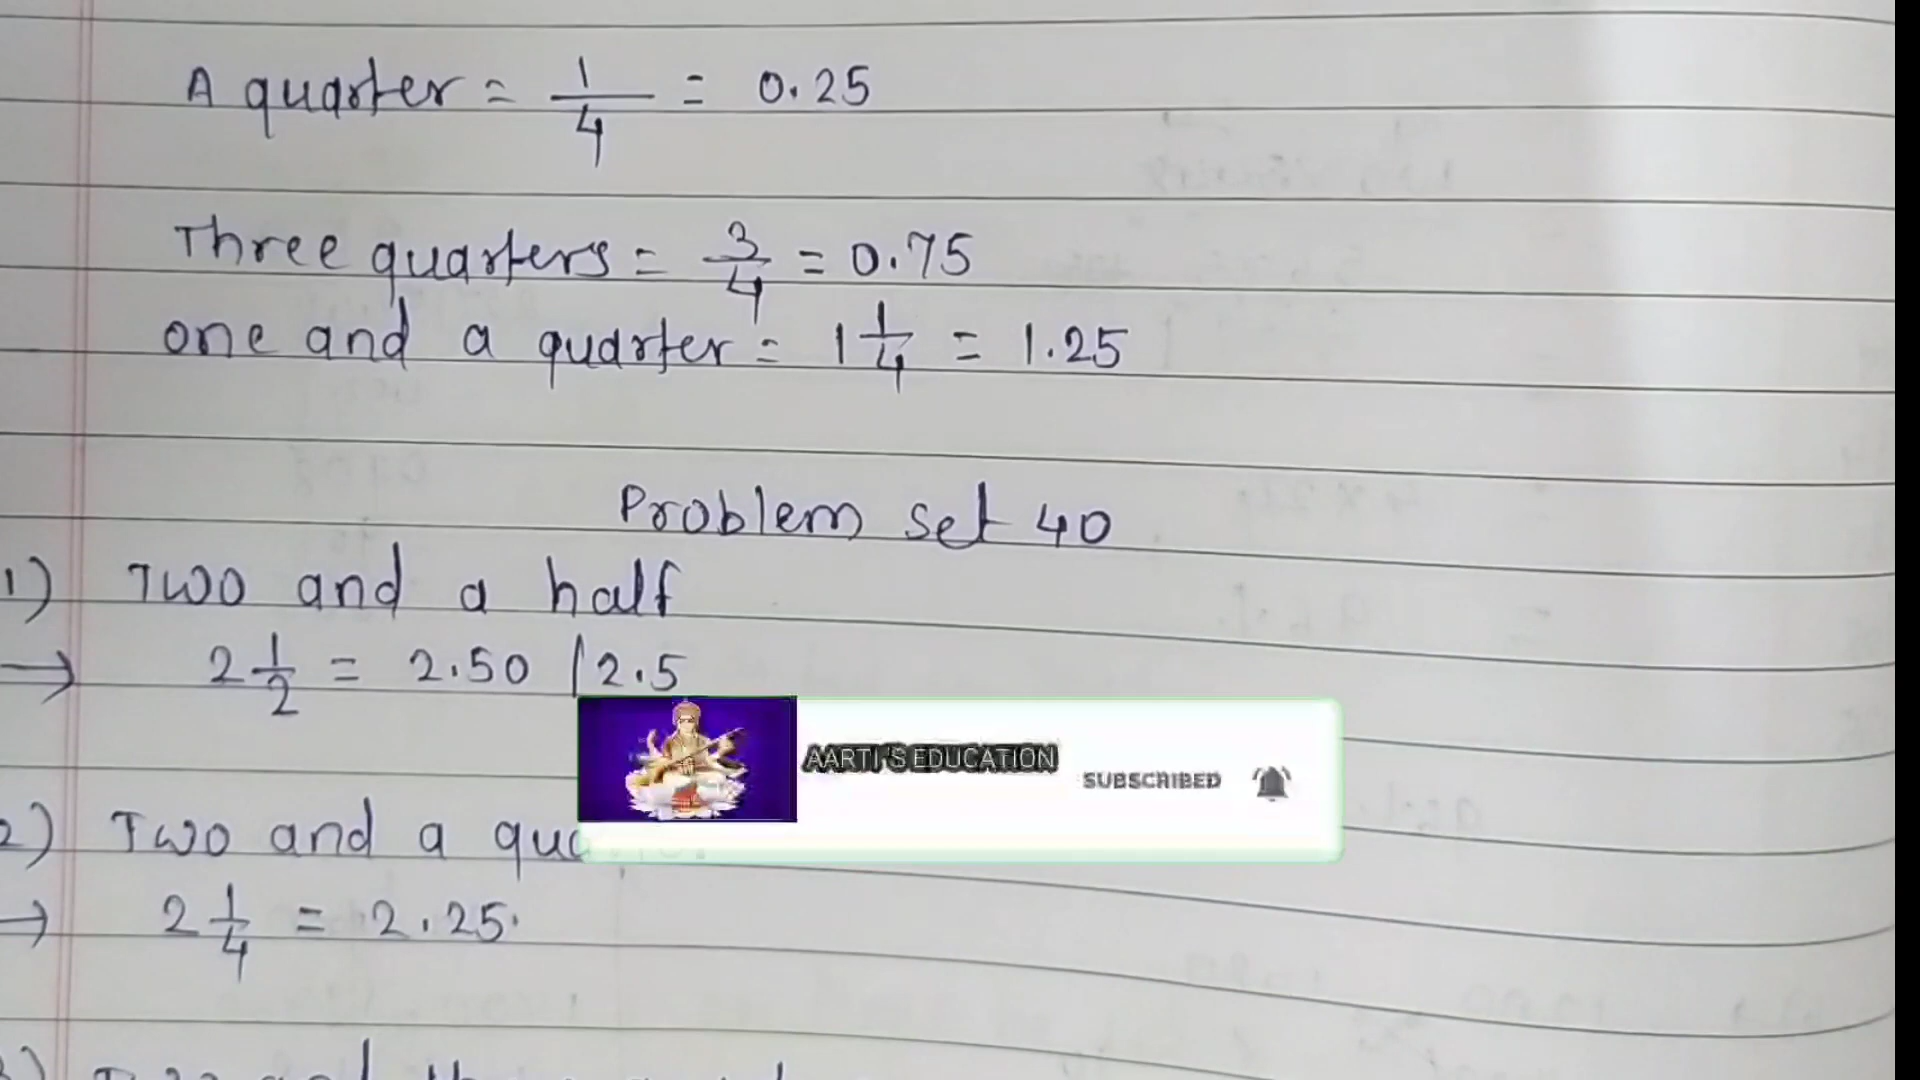 A quarter = 1/4 = 0.25
Three quarters = 3/4 = 0.75
one and a quarter = 1 1/4 = 1.25
Problem set 40
1) Two and a half
→ 2 1/2 = 2.50 / 2.5
AARTI'S EDUCATION
SUBSCRIBED
2) Two and a
→ 2 1/4 = 2.25